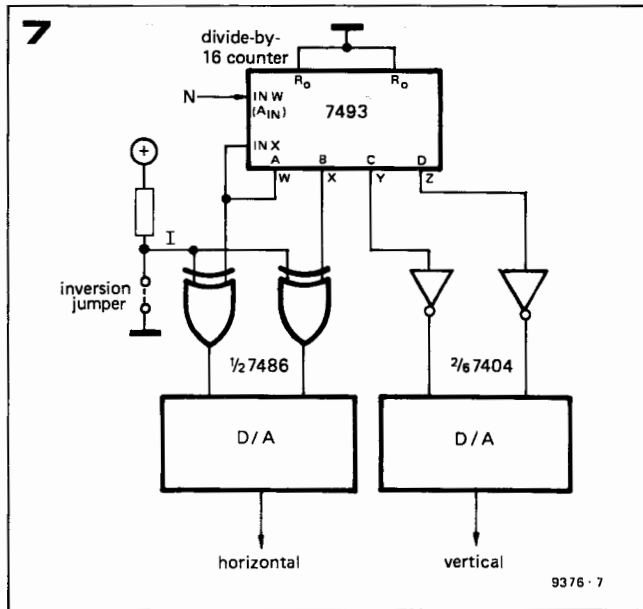 7
divide-by-
16 counter
R₀ R₀
N
IN W
(A_IN)
7493
IN X
A B C D
W X Y Z
+
I
inversion
jumper
½ 7486
²⁄₆ 7404
D/A
D/A
horizontal
vertical
9376 · 7